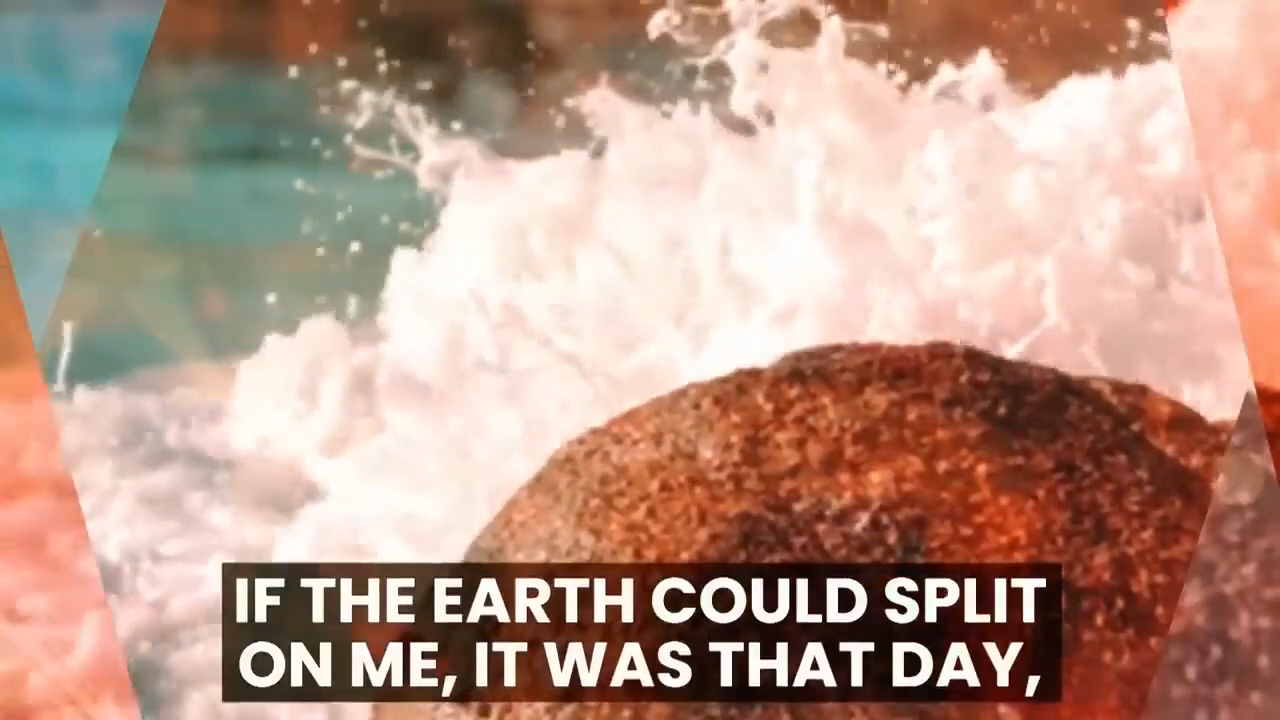 IF THE EARTH COULD SPLIT
ON ME, IT WAS THAT DAY,